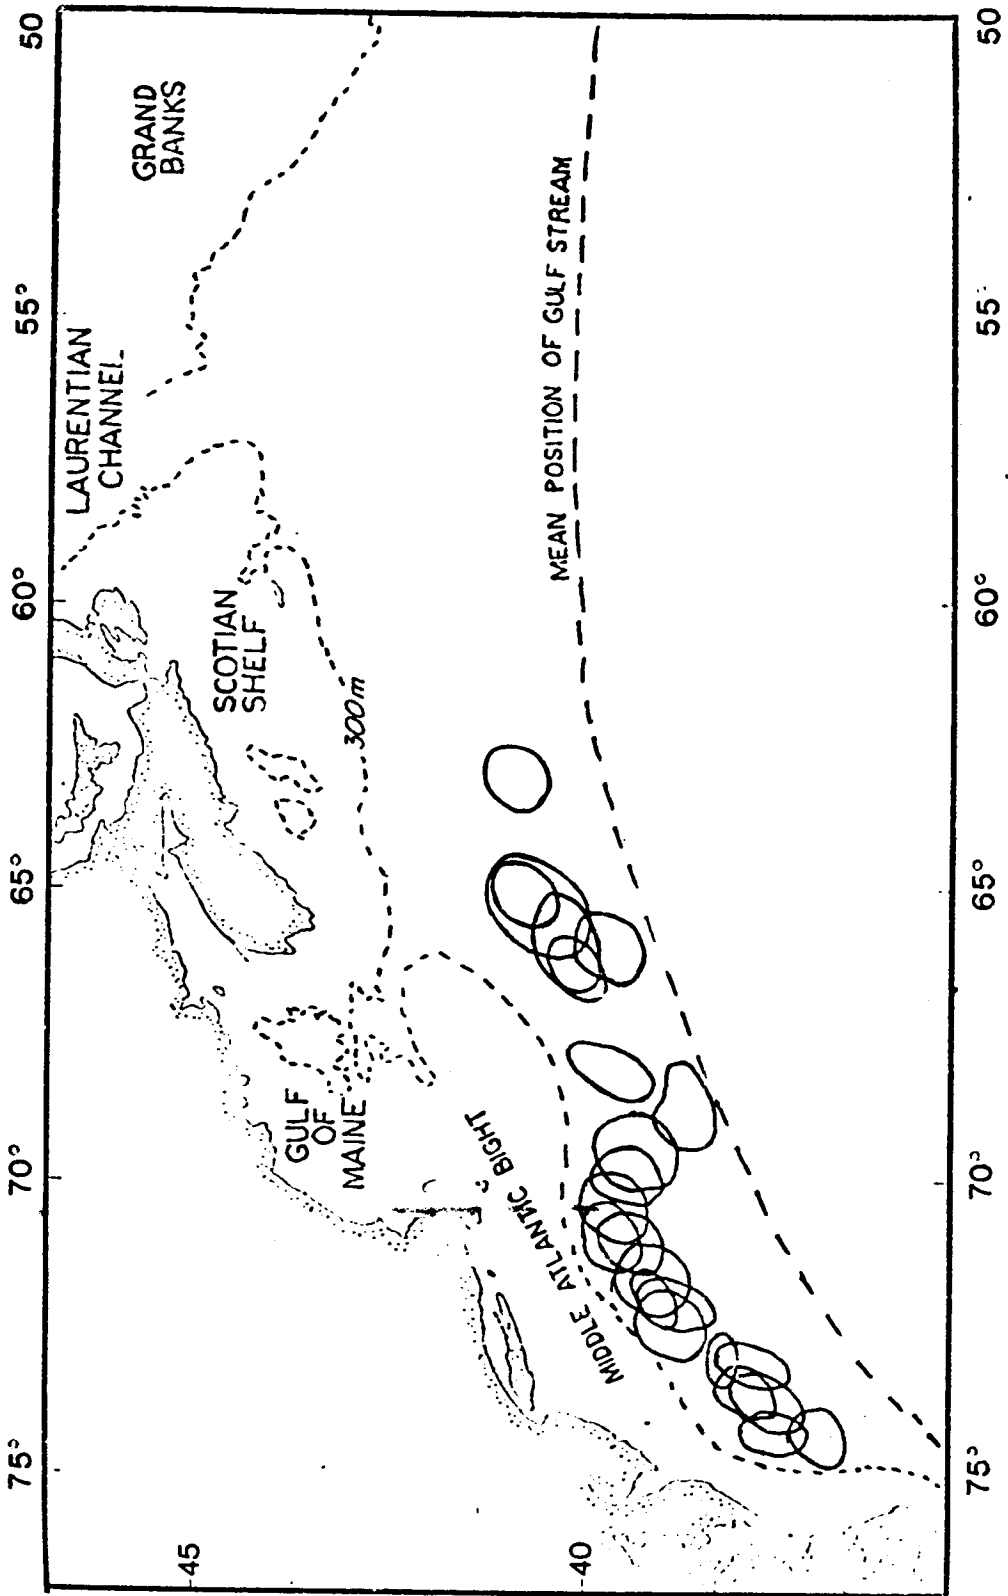 75°
70°
65°
60°
55°
50
LAURENTIAN
CHANNEL
GRAND
BANKS
45
SCOTIAN
SHELF
GULF
OF
MAINE
300m
MIDDLE ATLANTIC BIGHT
MEAN POSITION OF GULF STREAM
40
75°
70°
65°
60°
55°
50